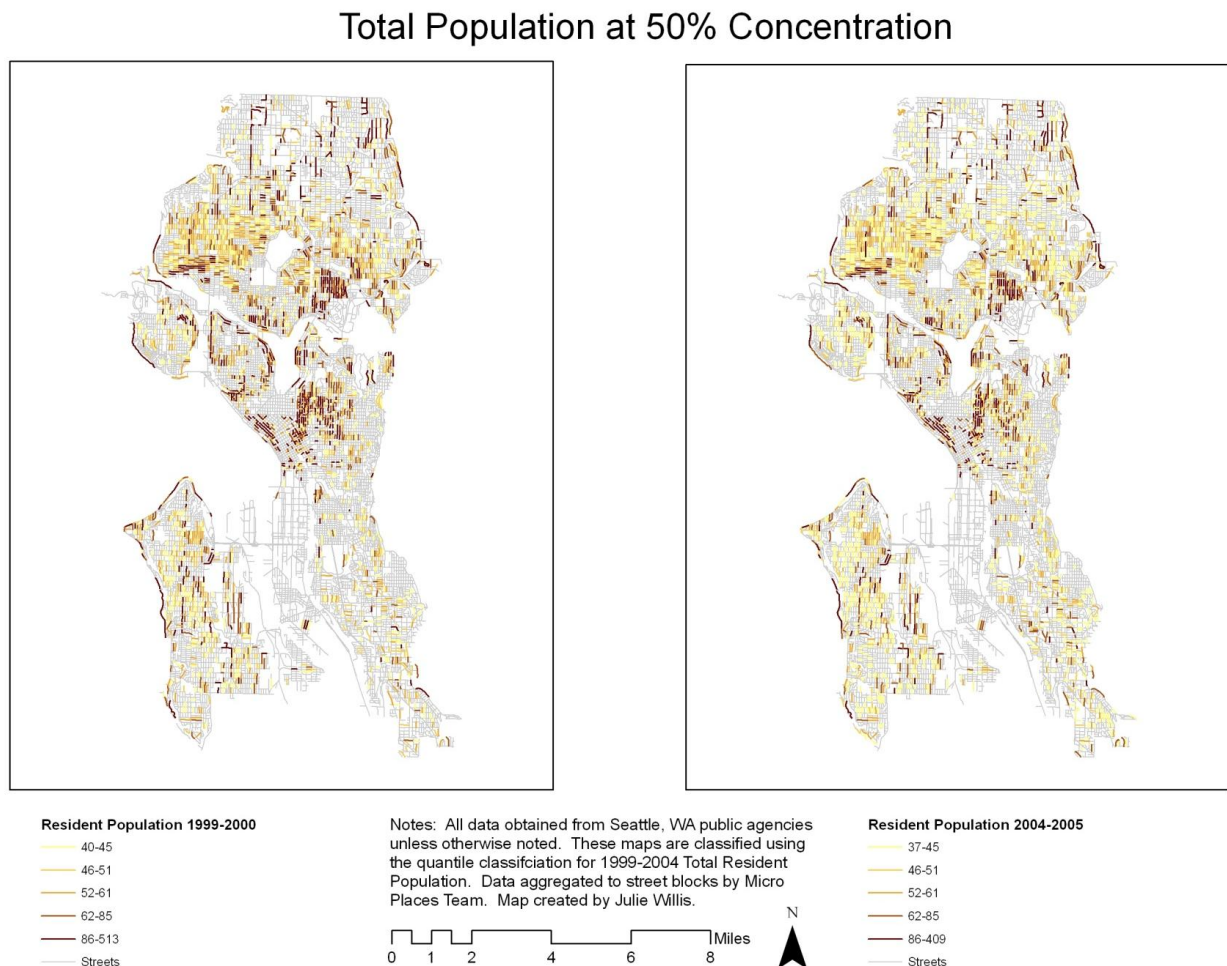 Total Population at 50% Concentration
Resident Population 1999-2000
40-45
46-51
52-61
62-85
86-513
Streets
Notes: All data obtained from Seattle, WA public agencies
unless otherwise noted. These maps are classified using
the quantile classifciation for 1999-2004 Total Resident
Population. Data aggregated to street blocks by Micro
Places Team. Map created by Julie Willis.
0 1 2 4 6 8 Miles
N
Resident Population 2004-2005
37-45
46-51
52-61
62-85
86-409
Streets